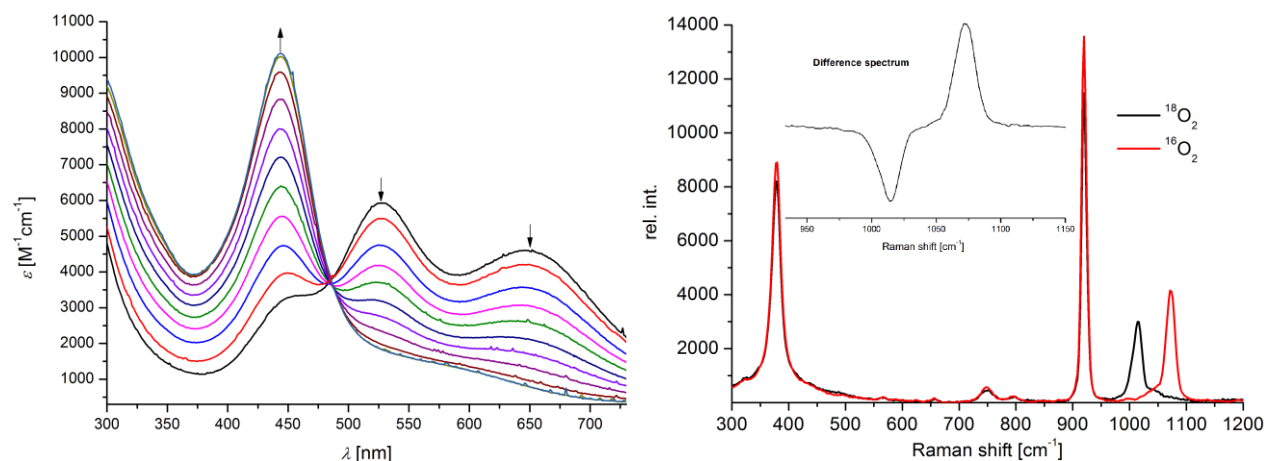 11000
10000
9000
8000
7000
6000
5000
4000
3000
2000
1000
ε [M⁻¹cm⁻¹]
300 350 400 450 500 550 600 650 700
λ [nm]
14000
12000
10000
8000
6000
4000
2000
rel. int.
Difference spectrum
950 1000 1050 1100 1150
Raman shift [cm⁻¹]
¹⁸O₂
¹⁶O₂
300 400 500 600 700 800 900 1000 1100 1200
Raman shift [cm⁻¹]